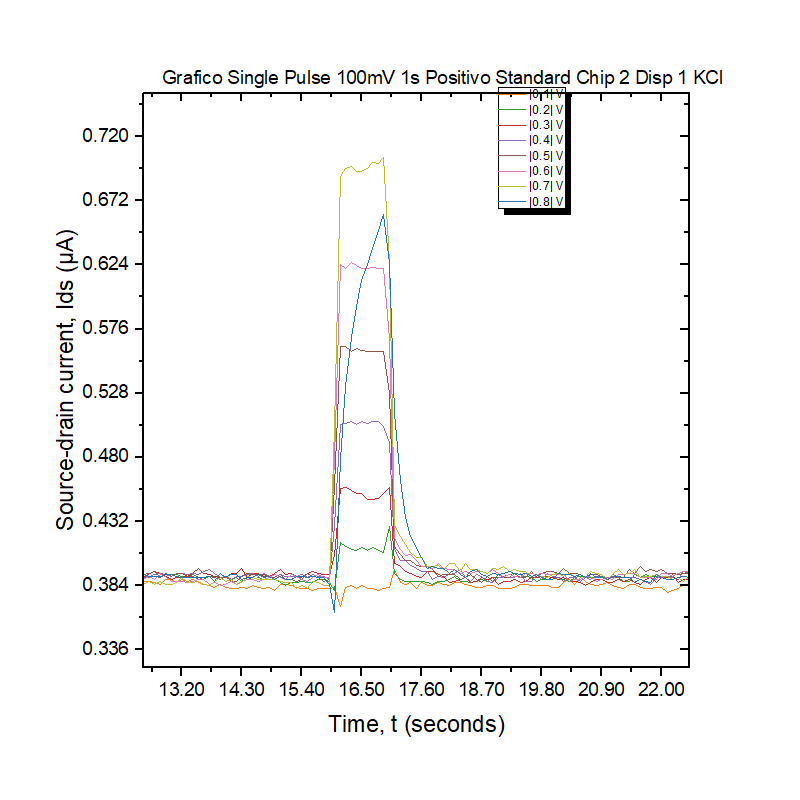 Grafico Single Pulse 100mV 1s Positivo Standard Chip 2 Disp 1 KCl
|0.1| V
|0.2| V
|0.3| V
|0.4| V
|0.5| V
|0.6| V
|0.7| V
|0.8| V
Source-drain current, Ids (µA)
0.720
0.672
0.624
0.576
0.528
0.480
0.432
0.384
0.336
13.20 14.30 15.40 16.50 17.60 18.70 19.80 20.90 22.00
Time, t (seconds)